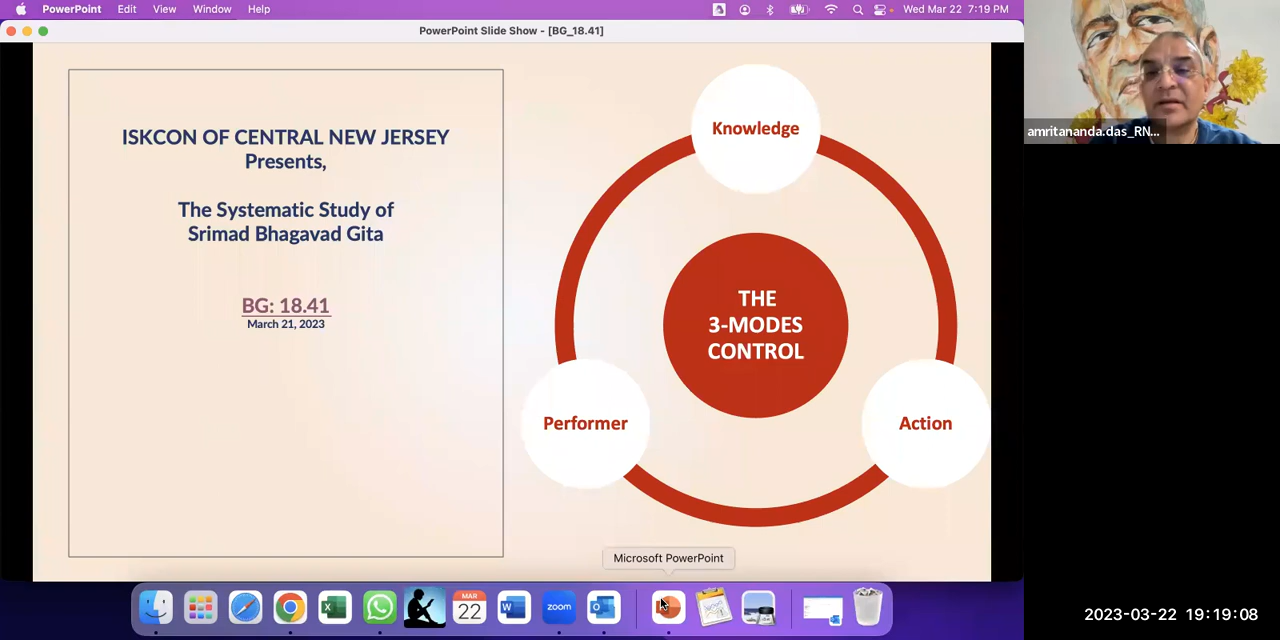 PowerPoint Edit View Window Help Wed Mar 22 7:19 PM
PowerPoint Slide Show - [BG_18.41]
ISKCON OF CENTRAL NEW JERSEY
Presents,
The Systematic Study of
Srimad Bhagavad Gita
BG: 18.41
March 21, 2023
Knowledge
THE
3-MODES
CONTROL
Performer
Action
amritananda.das_RN...
Microsoft PowerPoint
MAR
22
zoom
2023-03-22 19:19:08